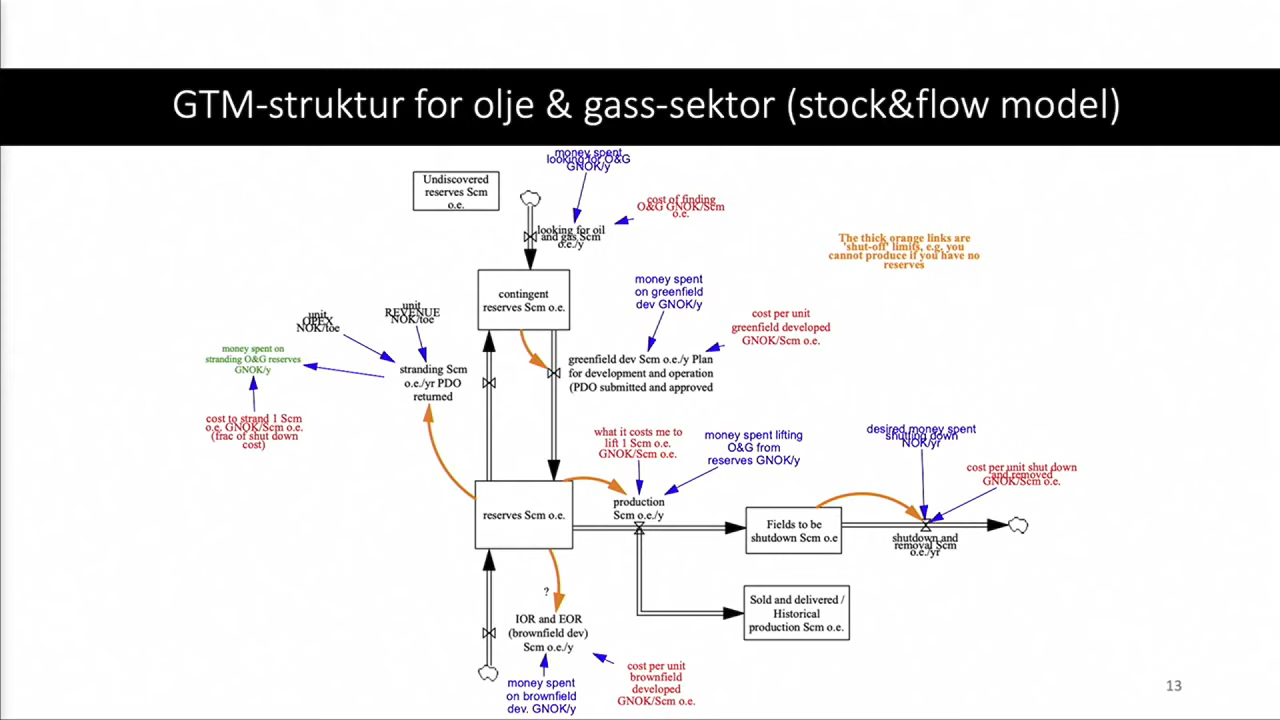 GTM-struktur for olje & gass-sektor (stock&flow model)
money spent
looking for O&G
GNOK/y
Undiscovered
reserves Scm
o.e.
cost of finding
O&G GNOK/Scm
o.e.
looking for oil
and gas Scm
o.e./y
The thick orange links are
'shut-off' limits, e.g. you
cannot produce if you have no
reserves
contingent
reserves Scm o.e.
money spent
on greenfield
dev GNOK/y
unit
OPEX
NOK/toe
unit
REVENUE
NOK/toe
cost per unit
greenfield developed
GNOK/Scm o.e.
money spent on
stranding O&G reserves
GNOK/y
stranding Scm
o.e./yr PDO
returned
greenfield dev Scm o.e./y Plan
for development and operation
(PDO submitted and approved
cost to strand 1 Scm
o.e. GNOK/Scm o.e.
(frac of shut down
cost)
what it costs me to
lift 1 Scm o.e.
GNOK/Scm o.e.
money spent lifting
O&G from
reserves GNOK/y
desired money spent
shutting down
NOK/yr
cost per unit shut down
and removed
GNOK/Scm o.e.
reserves Scm o.e.
production
Scm o.e./y
Fields to be
shutdown Scm o.e
shutdown and
removal Scm
o.e./yr
?
IOR and EOR
(brownfield dev)
Scm o.e./y
Sold and delivered /
Historical
production Scm o.e.
money spent
on brownfield
dev. GNOK/y
cost per unit
brownfield
developed
GNOK/Scm o.e.
13